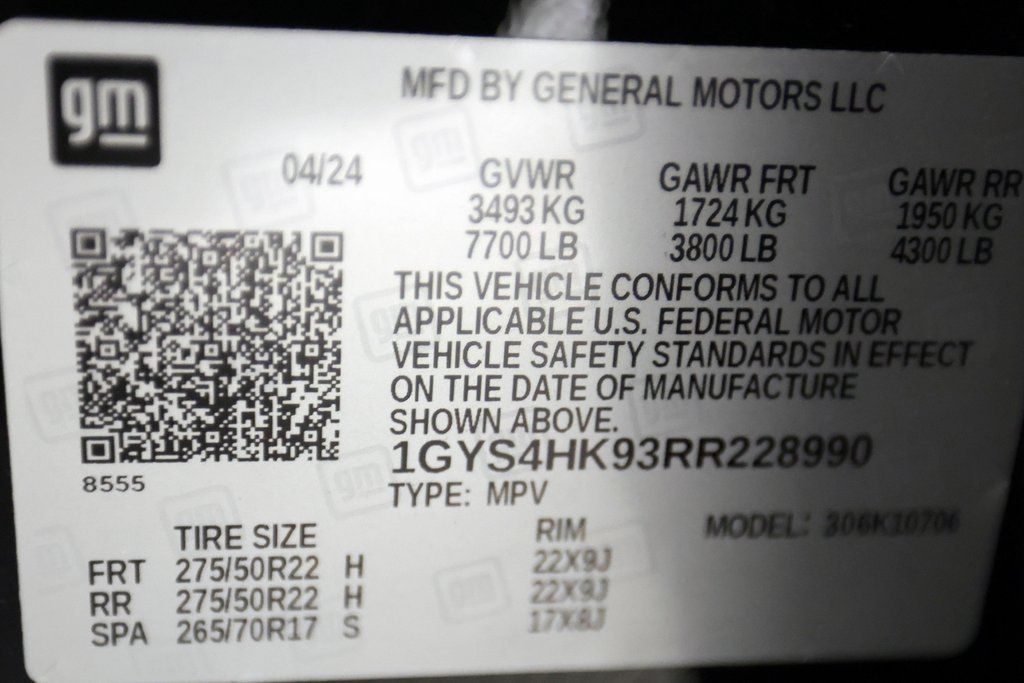 gm
MFD BY GENERAL MOTORS LLC
04/24 GVWR GAWR FRT GAWR RR
3493 KG 1724 KG 1950 KG
7700 LB 3800 LB 4300 LB
THIS VEHICLE CONFORMS TO ALL
APPLICABLE U.S. FEDERAL MOTOR
VEHICLE SAFETY STANDARDS IN EFFECT
ON THE DATE OF MANUFACTURE
SHOWN ABOVE.
1GYS4HK93RR228990
8555
TYPE: MPV
TIRE SIZE RIM MODEL: 306K10706
FRT 275/50R22 H 22X9J
RR 275/50R22 H 22X9J
SPA 265/70R17 S 17X8J